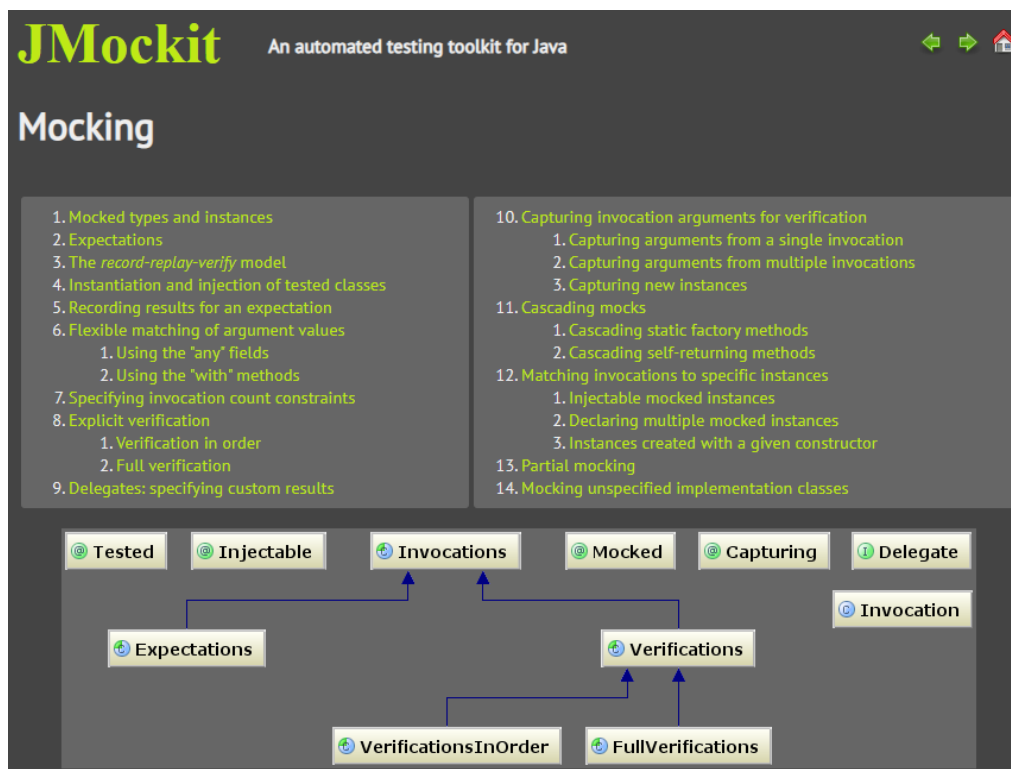 JMockit
An automated testing toolkit for Java
Mocking
1. Mocked types and instances
2. Expectations
3. The record-replay-verify model
4. Instantiation and injection of tested classes
5. Recording results for an expectation
6. Flexible matching of argument values
1. Using the "any" fields
2. Using the "with" methods
7. Specifying invocation count constraints
8. Explicit verification
1. Verification in order
2. Full verification
9. Delegates: specifying custom results
10. Capturing invocation arguments for verification
1. Capturing arguments from a single invocation
2. Capturing arguments from multiple invocations
3. Capturing new instances
11. Cascading mocks
1. Cascading static factory methods
2. Cascading self-returning methods
12. Matching invocations to specific instances
1. Injectable mocked instances
2. Declaring multiple mocked instances
3. Instances created with a given constructor
13. Partial mocking
14. Mocking unspecified implementation classes
@ Tested
@ Injectable
Invocations
@ Mocked
@ Capturing
I Delegate
C Invocation
Expectations
Verifications
VerificationsInOrder
FullVerifications